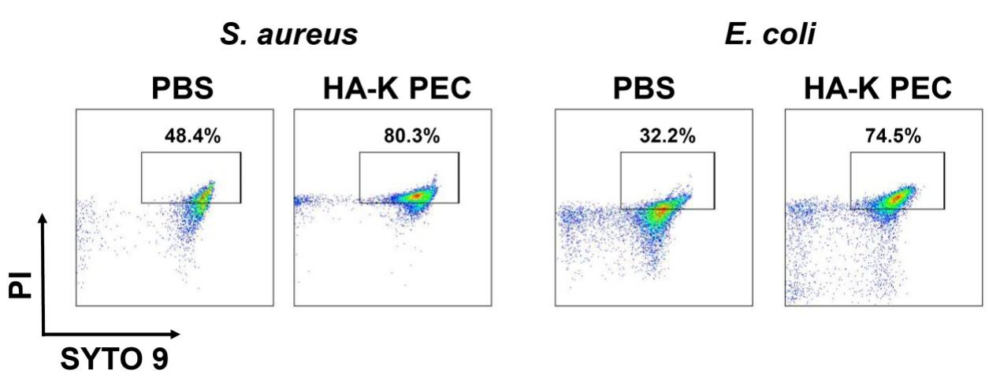 S. aureus
E. coli
PBS
HA-K PEC
PBS
HA-K PEC
48.4%
80.3%
32.2%
74.5%
PI
SYTO 9